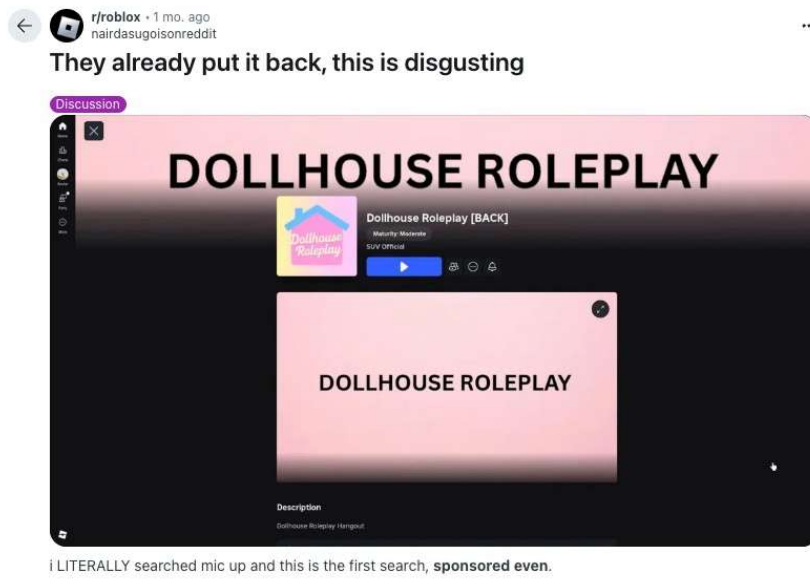 r/roblox • 1 mo. ago
nairdasugoisonreddit
They already put it back, this is disgusting
Discussion
DOLLHOUSE ROLEPLAY
Dollhouse Roleplay
Dollhouse Roleplay [BACK]
Maturity: Moderate
SUV Official
DOLLHOUSE ROLEPLAY
Description
Dollhouse Roleplay Hangout
i LITERALLY searched mic up and this is the first search, sponsored even.